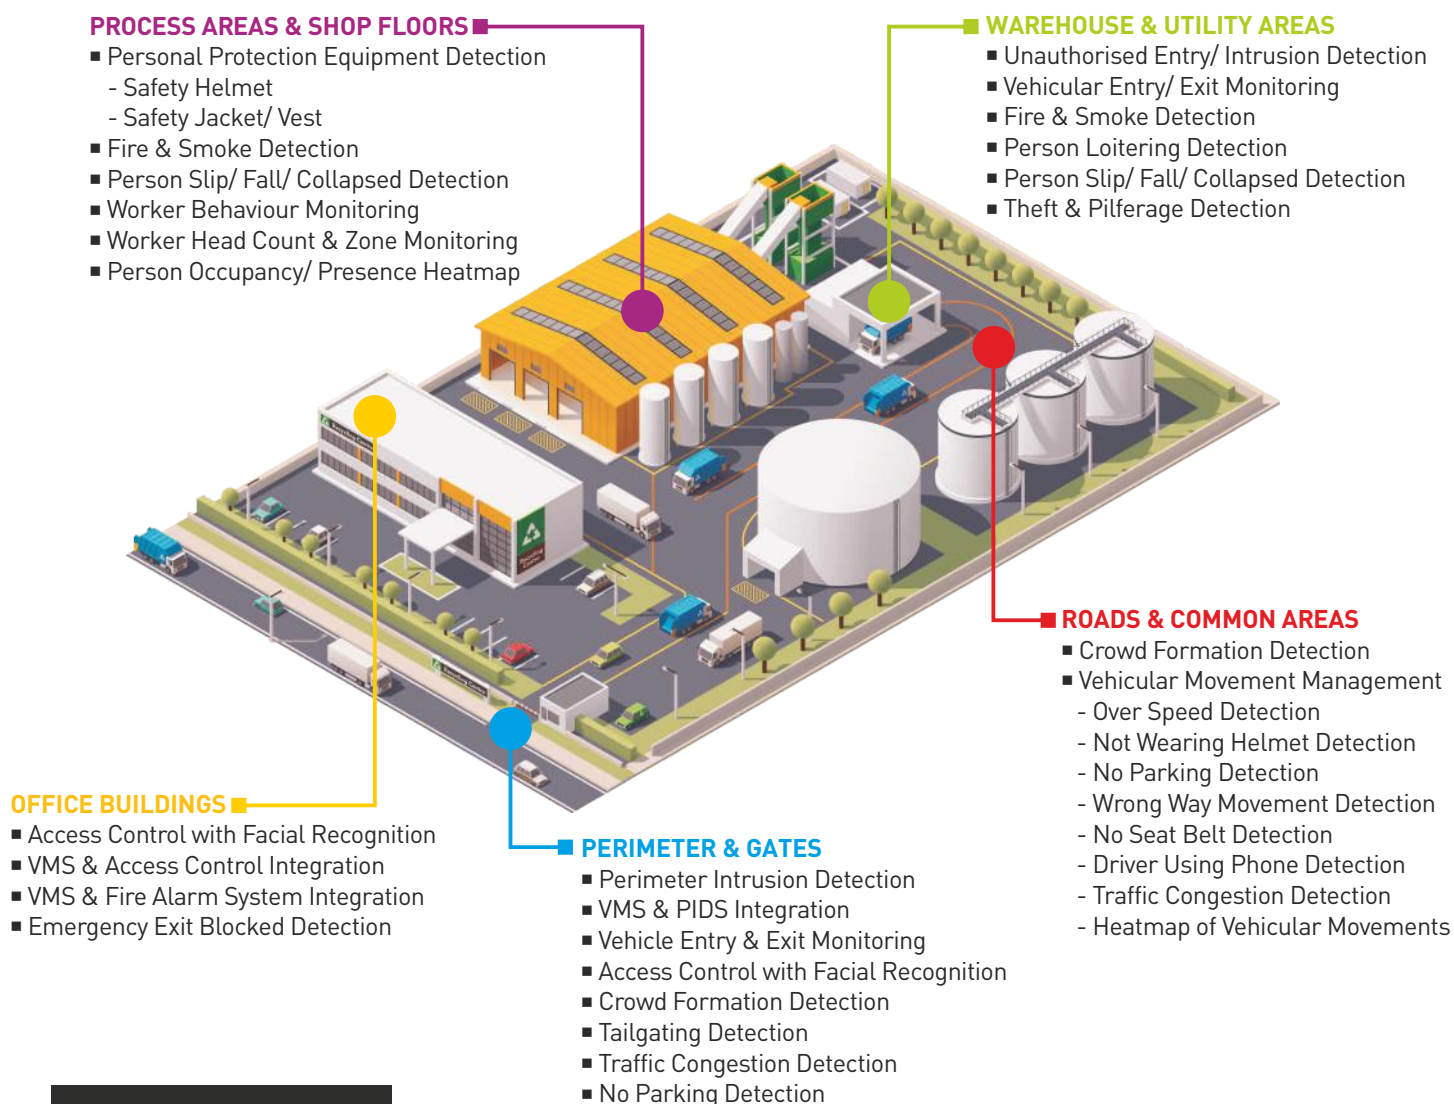 PROCESS AREAS & SHOP FLOORS
■ Personal Protection Equipment Detection
- Safety Helmet
- Safety Jacket/ Vest
■ Fire & Smoke Detection
■ Person Slip/ Fall/ Collapsed Detection
■ Worker Behaviour Monitoring
■ Worker Head Count & Zone Monitoring
■ Person Occupancy/ Presence Heatmap
WAREHOUSE & UTILITY AREAS
■ Unauthorised Entry/ Intrusion Detection
■ Vehicular Entry/ Exit Monitoring
■ Fire & Smoke Detection
■ Person Loitering Detection
■ Person Slip/ Fall/ Collapsed Detection
■ Theft & Pilferage Detection
Recycling Centre
Recycling
Centre
Recycling Centre
ROADS & COMMON AREAS
■ Crowd Formation Detection
■ Vehicular Movement Management
- Over Speed Detection
- Not Wearing Helmet Detection
- No Parking Detection
- Wrong Way Movement Detection
- No Seat Belt Detection
- Driver Using Phone Detection
- Traffic Congestion Detection
- Heatmap of Vehicular Movements
OFFICE BUILDINGS
■ Access Control with Facial Recognition
■ VMS & Access Control Integration
■ VMS & Fire Alarm System Integration
■ Emergency Exit Blocked Detection
PERIMETER & GATES
■ Perimeter Intrusion Detection
■ VMS & PIDS Integration
■ Vehicle Entry & Exit Monitoring
■ Access Control with Facial Recognition
■ Crowd Formation Detection
■ Tailgating Detection
■ Traffic Congestion Detection
■ No Parking Detection